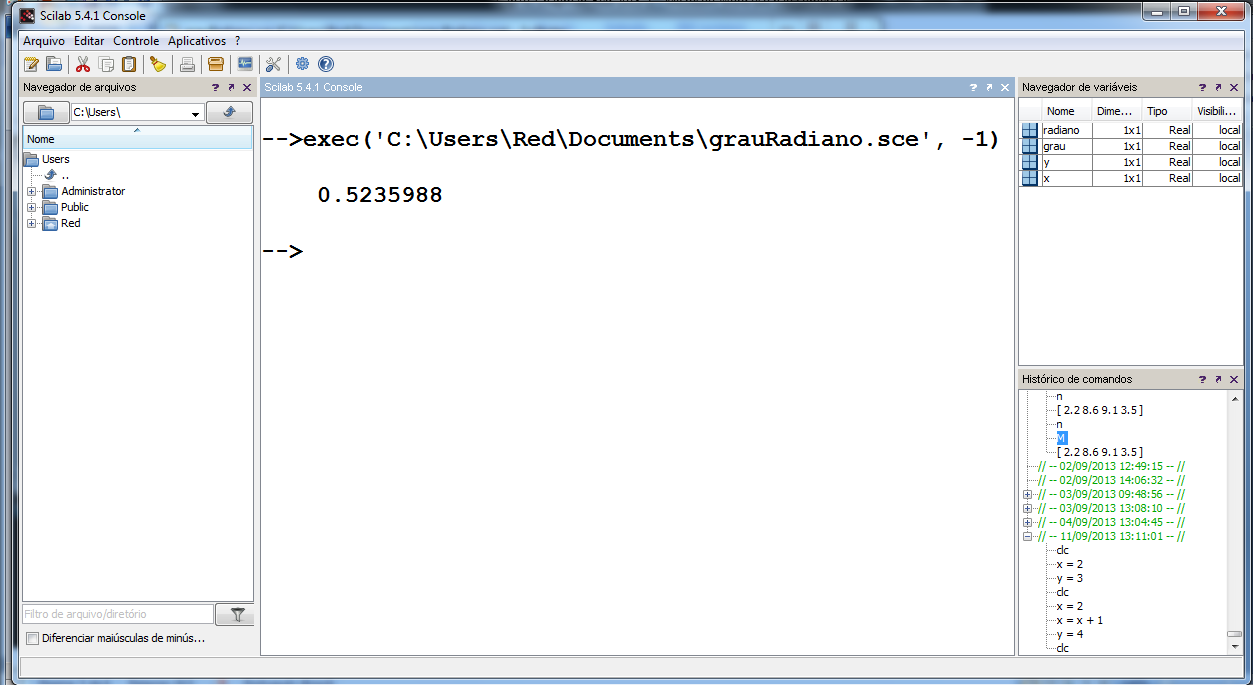 Scilab 5.4.1 Console
Arquivo Editar Controle Aplicativos ?
Navegador de arquivos
C:\Users\
Nome
Users
..
Administrator
Public
Red
Filtro de arquivo/diretório
Diferenciar maiúsculas de minús...
Scilab 5.4.1 Console
-->exec('C:\Users\Red\Documents\grauRadiano.sce', -1)
0.5235988
-->
Navegador de variáveis
Nome Dime... Tipo Visibili...
radiano 1x1 Real local
grau 1x1 Real local
y 1x1 Real local
x 1x1 Real local
Histórico de comandos
n
[ 2.2 8.6 9.1 3.5 ]
n
M
[ 2.2 8.6 9.1 3.5 ]
// -- 02/09/2013 12:49:15 -- //
// -- 02/09/2013 14:06:32 -- //
// -- 03/09/2013 09:48:56 -- //
// -- 03/09/2013 13:08:10 -- //
// -- 04/09/2013 13:04:45 -- //
// -- 11/09/2013 13:11:01 -- //
clc
x = 2
y = 3
clc
x = 2
x = x + 1
y = 4
clc